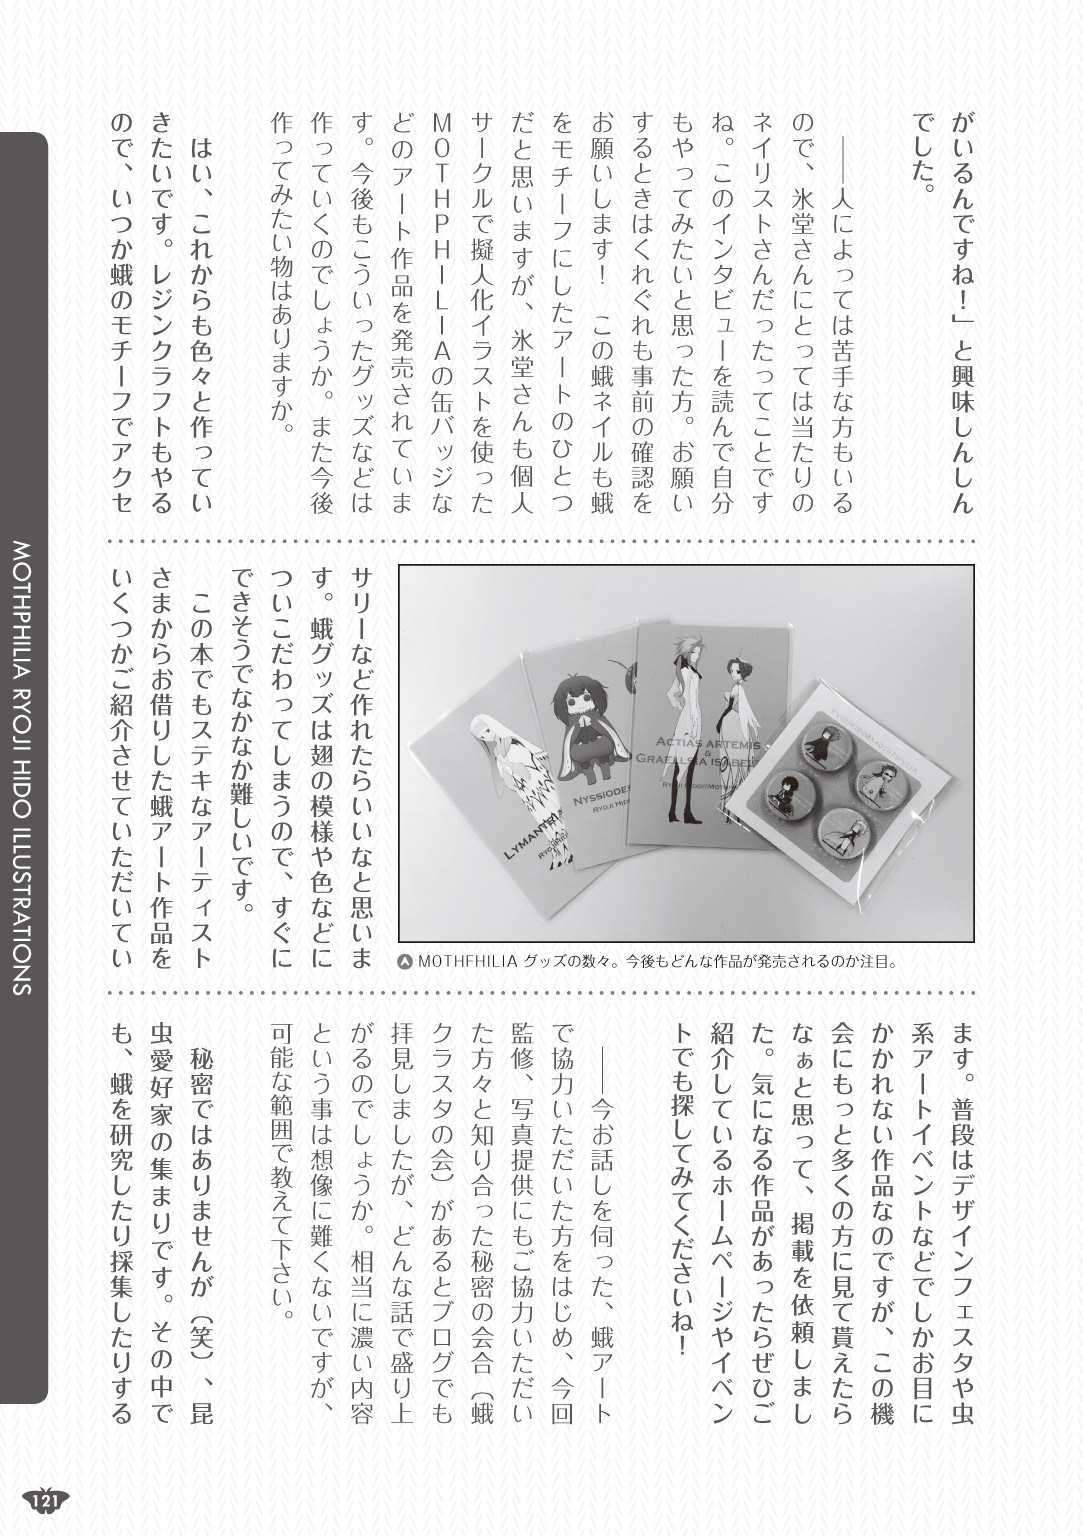 がいるんですね！」と興味しんしん
でした。
――人によっては苦手な方もいる
ので、氷堂さんにとっては当たりの
ネイリストさんだったってことです
ね。このインタビューを読んで自分
もやってみたいと思った方。お願い
するときはくれぐれも事前の確認を
お願いします！　この蛾ネイルも蛾
をモチーフにしたアートのひとつ
だと思いますが、氷堂さんも個人
サークルで擬人化イラストを使った
MOTHPHILIAの缶バッジな
どのアート作品を発売されていま
す。今後もこういったグッズなどは
作っていくのでしょうか。また今後
作ってみたい物はありますか。
はい、これからも色々と作ってい
きたいです。レジンクラフトもやる
ので、いつか蛾のモチーフでアクセ
LYMANTRI
NYSSIODES
RYOJI HIDO
ACTIAS ARTEMIS
&
GRAELLSIA ISABE
サリーなど作れたらいいなと思いま
す。蛾グッズは翅の模様や色などに
ついこだわってしまうので、すぐに
できそうでなかなか難しいです。
この本でもステキなアーティスト
さまからお借りした蛾アート作品を
いくつかご紹介させていただいてい
A MOTHFHILIA グッズの数々。今後もどんな作品が発売されるのか注目。
ます。普段はデザインフェスタや虫
系アートイベントなどでしかお目に
かかれない作品なのですが、この機
会にもっと多くの方に見て貰えたら
なぁと思って、掲載を依頼しまし
た。気になる作品があったらぜひご
紹介しているホームページやイベン
トでも探してみてくださいね！
――今お話しを伺った、蛾アート
で協力いただいた方をはじめ、今回
監修、写真提供にもご協力いただい
た方々と知り合った秘密の会合（蛾
クラスタの会）があるとブログでも
拝見しましたが、どんな話で盛り上
がるのでしょうか。相当に濃い内容
という事は想像に難くないですが、
可能な範囲で教えて下さい。
秘密ではありませんが（笑）、昆
虫愛好家の集まりです。その中で
も、蛾を研究したり採集したりする
MOTHPHILIA RYOJI HIDO ILLUSTRATIONS
121